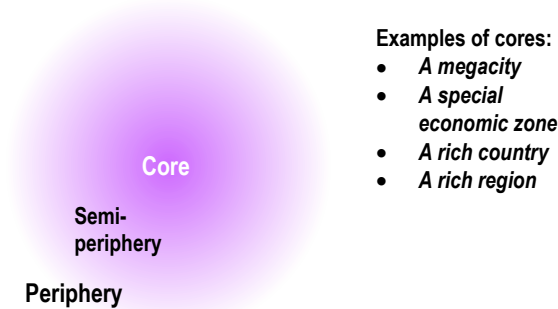 Core
Semi-
periphery
Periphery
Examples of cores:
• A megacity
• A special
economic zone
• A rich country
• A rich region